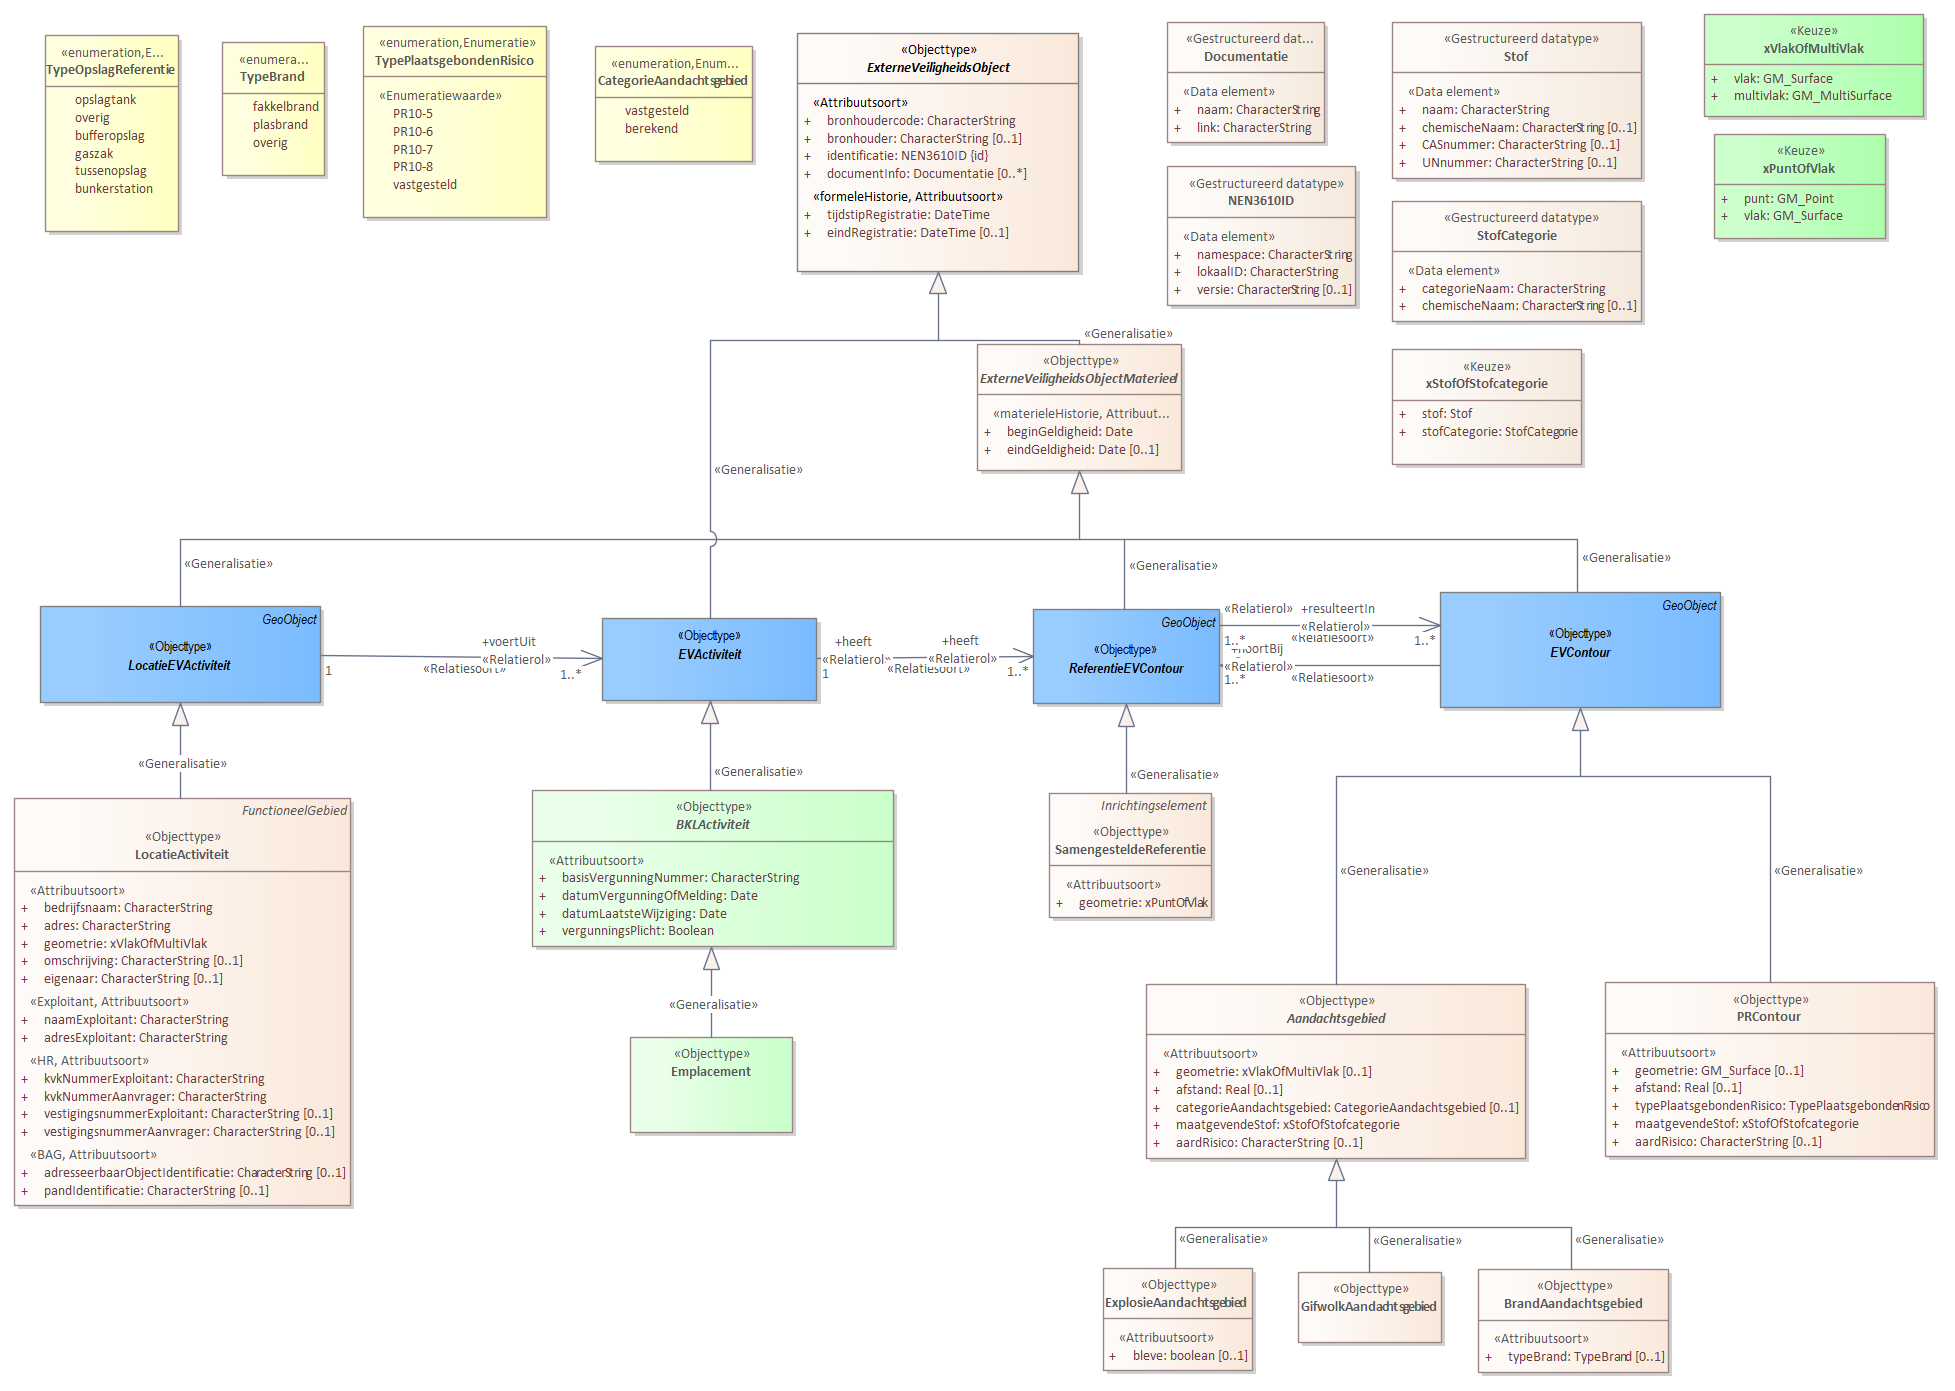 «enumeration,E...
TypeOpslagReferentie
opslagtank
overig
bufferopslag
gaszak
tussenopslag
bunkerstation
«enumera...
TypeBrand
fakkelbrand
plasbrand
overig
«enumeration,Enumeratie»
TypePlaatsgebondenRisico
«Enumeratiewaarde»
PR10-5
PR10-6
PR10-7
PR10-8
vastgesteld
«enumeration,Enum...
CategorieAandachtsgebied
vastgesteld
berekend
«Objecttype»
ExterneVeiligheidsObject
«Attribuutsoort»
+ bronhoudercode: CharacterString
+ bronhouder: CharacterString [0..1]
+ identificatie: NEN3610ID {id}
+ documentInfo: Documentatie [0..*]
«formeleHistorie, Attribuutsoort»
+ tijdstipRegistratie: DateTime
+ eindRegistratie: DateTime [0..1]
«Gestructureerd dat...
Documentatie
«Data element»
+ naam: CharacterString
+ link: CharacterString
«Gestructureerd datatype»
NEN3610ID
«Data element»
+ namespace: CharacterString
+ lokaalID: CharacterString
+ versie: CharacterString [0..1]
«Gestructureerd datatype»
Stof
«Data element»
+ naam: CharacterString
+ chemischeNaam: CharacterString [0..1]
+ CASnummer: CharacterString [0..1]
+ UNnummer: CharacterString [0..1]
«Gestructureerd datatype»
StofCategorie
«Data element»
+ categorieNaam: CharacterString
+ chemischeNaam: CharacterString [0..1]
«Keuze»
xStofOfStofcategorie
+ stof: Stof
+ stofCategorie: StofCategorie
«Keuze»
xVlakOfMultiVlak
+ vlak: GM_Surface
+ multivlak: GM_MultiSurface
«Keuze»
xPuntOfVlak
+ punt: GM_Point
+ vlak: GM_Surface
«Generalisatie»
«Objecttype»
ExterneVeiligheidsObjectMaterieel
«materieleHistorie, Attribuut...
+ beginGeldigheid: Date
+ eindGeldigheid: Date [0..1]
«Generalisatie»
«Generalisatie»
«Generalisatie»
«Generalisatie»
GeoObject
«Objecttype»
LocatieEVActiviteit
+voertUit
«Relatierol»
«Relatiesoort»
1
1..*
«Objecttype»
EVActiviteit
+heeft
«Relatierol»
1
+heeft
«Relatierol»
«Relatiesoort»
1..*
GeoObject
«Objecttype»
ReferentieEVContour
«Relatierol»
+resulteertIn
«Relatierol»
«Relatiesoort»
1..*
1..*
«Relatierol»
1..*
«Relatiesoort»
GeoObject
«Objecttype»
EVContour
«Generalisatie»
«Generalisatie»
«Generalisatie»
FunctioneelGebied
«Objecttype»
LocatieActiviteit
«Attribuutsoort»
+ bedrijfsnaam: CharacterString
+ adres: CharacterString
+ geometrie: xVlakOfMultiVlak
+ omschrijving: CharacterString [0..1]
+ eigenaar: CharacterString [0..1]
«Exploitant, Attribuutsoort»
+ naamExploitant: CharacterString
+ adresExploitant: CharacterString
«HR, Attribuutsoort»
+ kvkNummerExploitant: CharacterString
+ kvkNummerAanvrager: CharacterString
+ vestigingsnummerExploitant: CharacterString [0..1]
+ vestigingsnummerAanvrager: CharacterString [0..1]
«BAG, Attribuutsoort»
+ adresseerbaarObjectIdentificatie: CharacterString [0..1]
+ pandIdentificatie: CharacterString [0..1]
«Objecttype»
BKLActiviteit
«Attribuutsoort»
+ basisVergunningNummer: CharacterString
+ datumVergunningOfMelding: Date
+ datumLaatsteWijziging: Date
+ vergunningsPlicht: Boolean
«Generalisatie»
«Objecttype»
Emplacement
Inrichtingselement
«Objecttype»
SamengesteldeReferentie
«Attribuutsoort»
+ geometrie: xPuntOfVlak
«Generalisatie»
«Generalisatie»
«Objecttype»
Aandachtsgebied
«Attribuutsoort»
+ geometrie: xVlakOfMultiVlak [0..1]
+ afstand: Real [0..1]
+ categorieAandachtsgebied: CategorieAandachtsgebied [0..1]
+ maatgevendeStof: xStofOfStofcategorie
+ aardRisico: CharacterString [0..1]
«Objecttype»
PRContour
«Attribuutsoort»
+ geometrie: GM_Surface [0..1]
+ afstand: Real [0..1]
+ typePlaatsgebondenRisico: TypePlaatsgebondenRisico
+ maatgevendeStof: xStofOfStofcategorie
+ aardRisico: CharacterString [0..1]
«Generalisatie»
«Generalisatie»
«Generalisatie»
«Objecttype»
ExplosieAandachtsgebied
«Attribuutsoort»
+ bleve: boolean [0..1]
«Objecttype»
GifwolkAandachtsgebied
«Objecttype»
BrandAandachtsgebied
«Attribuutsoort»
+ typeBrand: TypeBrand [0..1]